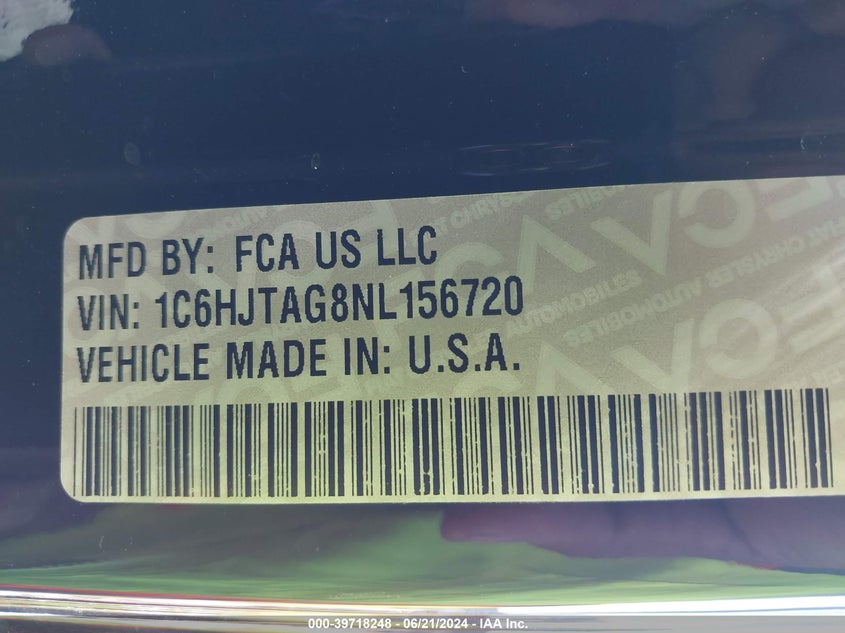 MFD BY: FCA US LLC
VIN: 1C6HJTAG8NL156720
VEHICLE MADE IN: U.S.A.
000-39718248 - 06/21/2024 - IAA Inc.